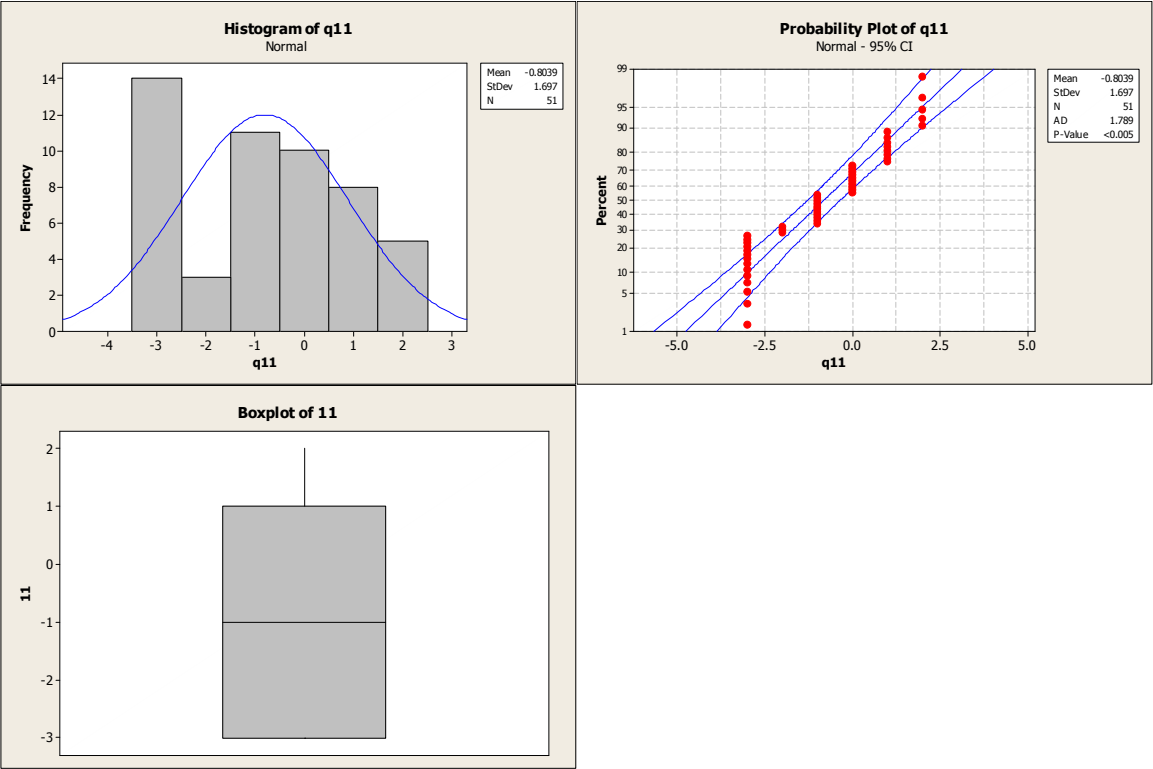 Histogram of q11
Normal
Frequency
14
12
10
8
6
4
2
0
-4 -3 -2 -1 0 1 2 3
q11
Mean -0.8039
StDev 1.697
N 51
Probability Plot of q11
Normal - 95% CI
Percent
99
95
90
80
70
60
50
40
30
20
10
5
1
-5.0 -2.5 0.0 2.5 5.0
q11
Mean -0.8039
StDev 1.697
N 51
AD 1.789
P-Value <0.005
Boxplot of 11
11
2
1
0
-1
-2
-3